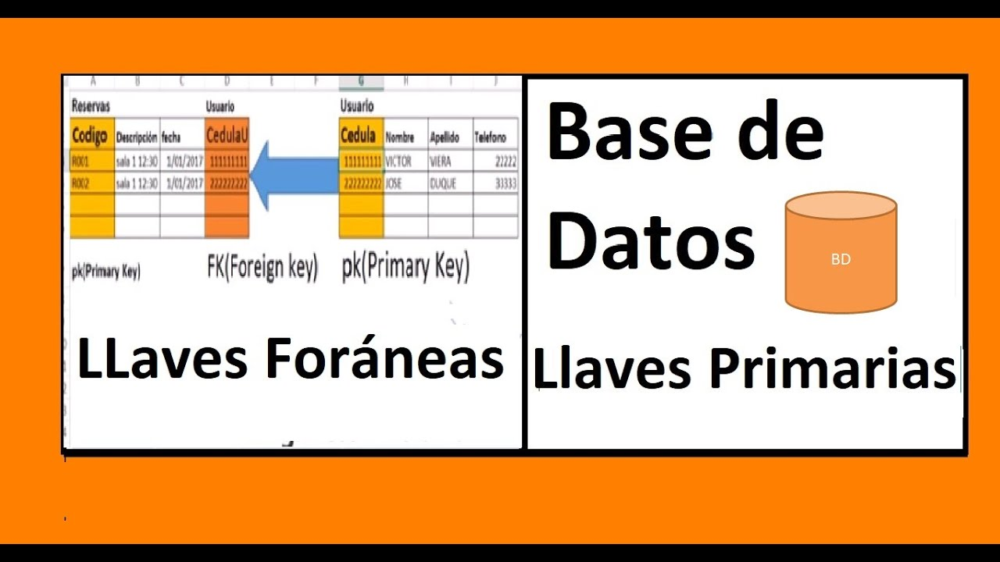 A B C D E F G H I J
Reservas Usuario Usuario
Codigo Descripción fecha CedulaU Cedula Nombre Apellido Telefono
R001 sala 1 12:30 1/01/2017 111111111 111111111 VICTOR VIERA 22222
R002 sala 1 12:30 1/01/2017 222222222 222222222 JOSE DUQUE 33333
pk(Primary Key) FK(Foreign key) pk(Primary Key)
LLaves Foráneas
Base de
Datos
BD
Llaves Primarias